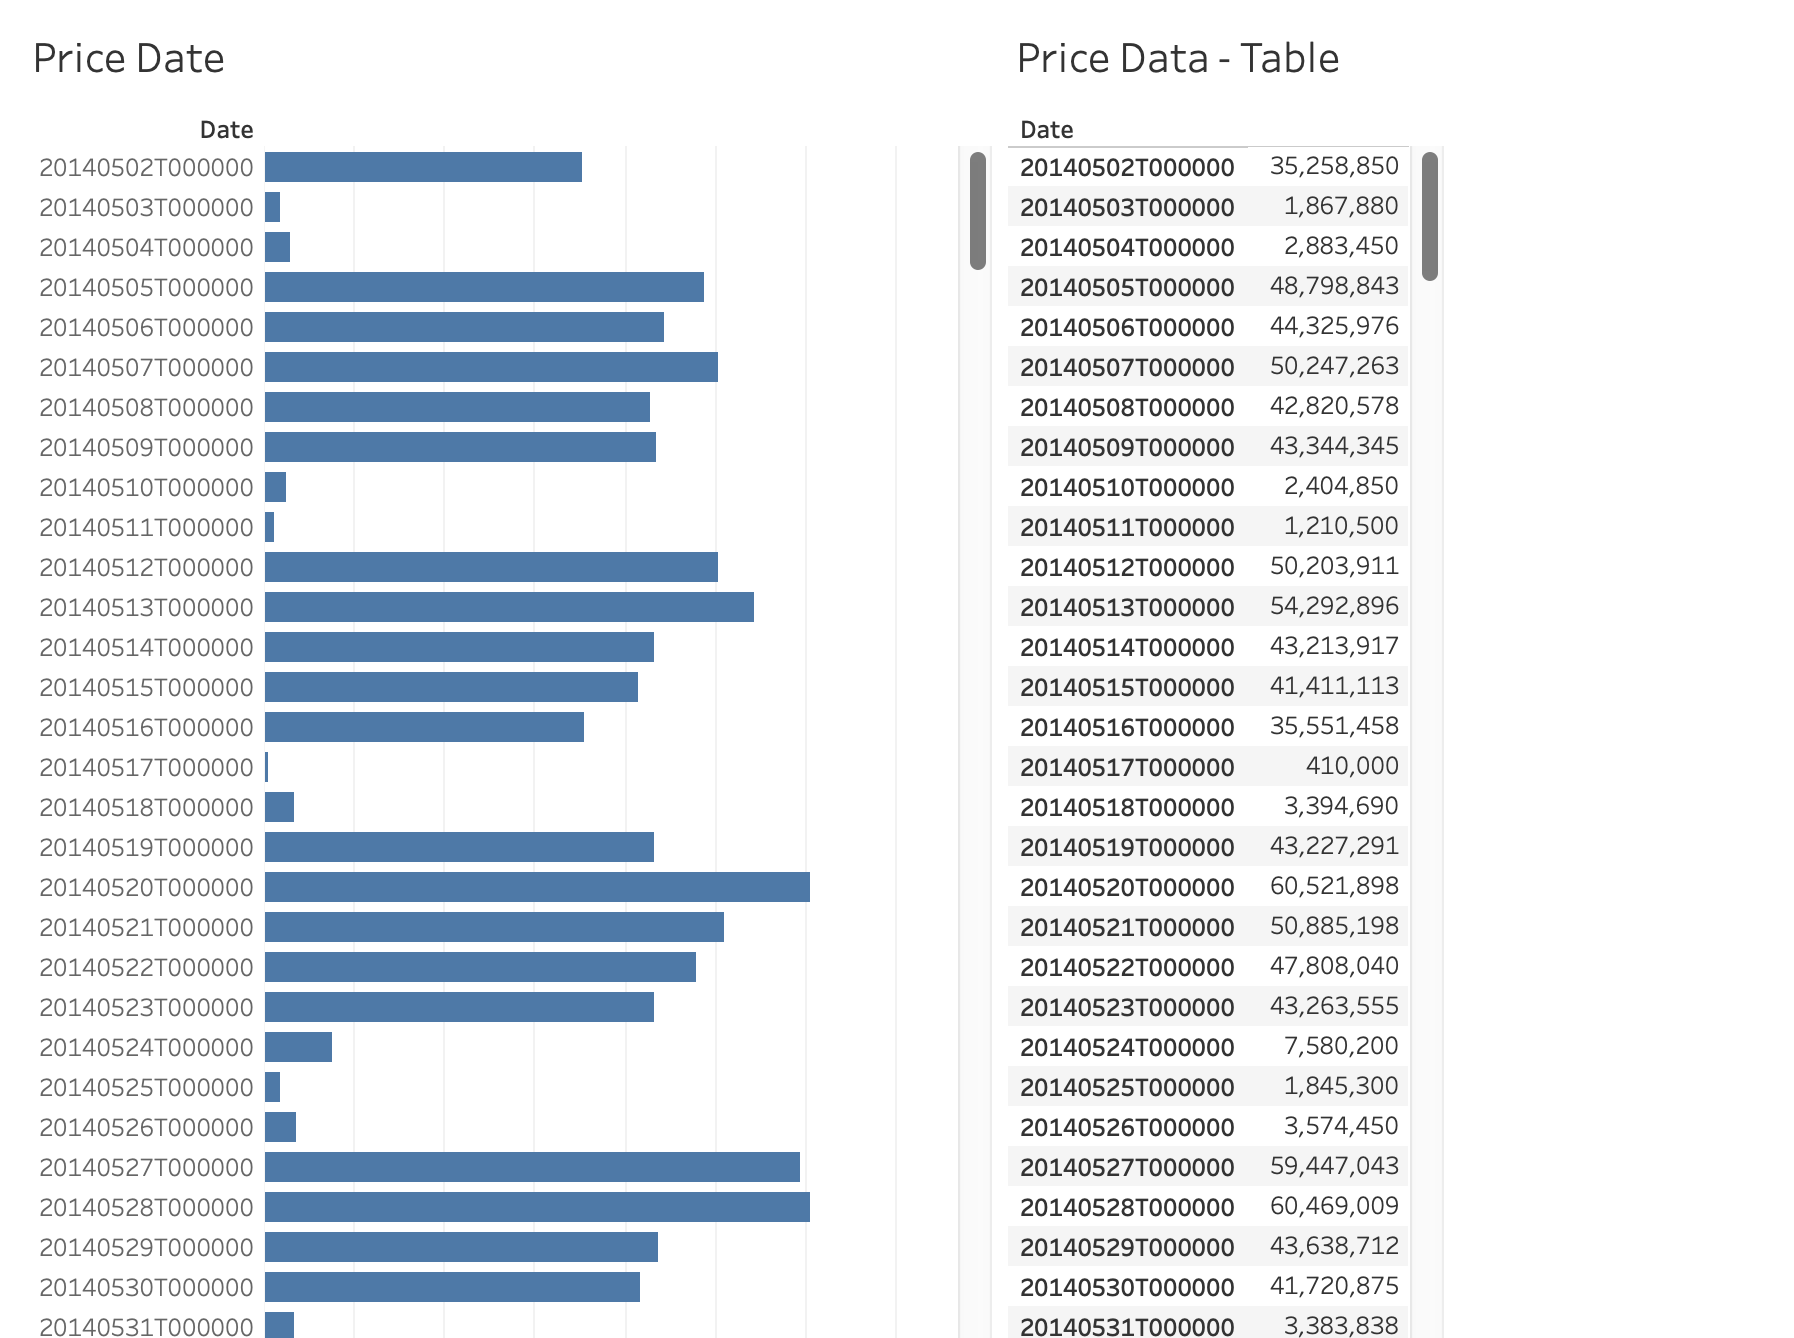 Price Date
Date
20140502T000000
20140503T000000
20140504T000000
20140505T000000
20140506T000000
20140507T000000
20140508T000000
20140509T000000
20140510T000000
20140511T000000
20140512T000000
20140513T000000
20140514T000000
20140515T000000
20140516T000000
20140517T000000
20140518T000000
20140519T000000
20140520T000000
20140521T000000
20140522T000000
20140523T000000
20140524T000000
20140525T000000
20140526T000000
20140527T000000
20140528T000000
20140529T000000
20140530T000000
20140531T000000
Price Data - Table
Date
20140502T000000 35,258,850
20140503T000000 1,867,880
20140504T000000 2,883,450
20140505T000000 48,798,843
20140506T000000 44,325,976
20140507T000000 50,247,263
20140508T000000 42,820,578
20140509T000000 43,344,345
20140510T000000 2,404,850
20140511T000000 1,210,500
20140512T000000 50,203,911
20140513T000000 54,292,896
20140514T000000 43,213,917
20140515T000000 41,411,113
20140516T000000 35,551,458
20140517T000000 410,000
20140518T000000 3,394,690
20140519T000000 43,227,291
20140520T000000 60,521,898
20140521T000000 50,885,198
20140522T000000 47,808,040
20140523T000000 43,263,555
20140524T000000 7,580,200
20140525T000000 1,845,300
20140526T000000 3,574,450
20140527T000000 59,447,043
20140528T000000 60,469,009
20140529T000000 43,638,712
20140530T000000 41,720,875
20140531T000000 3,383,838